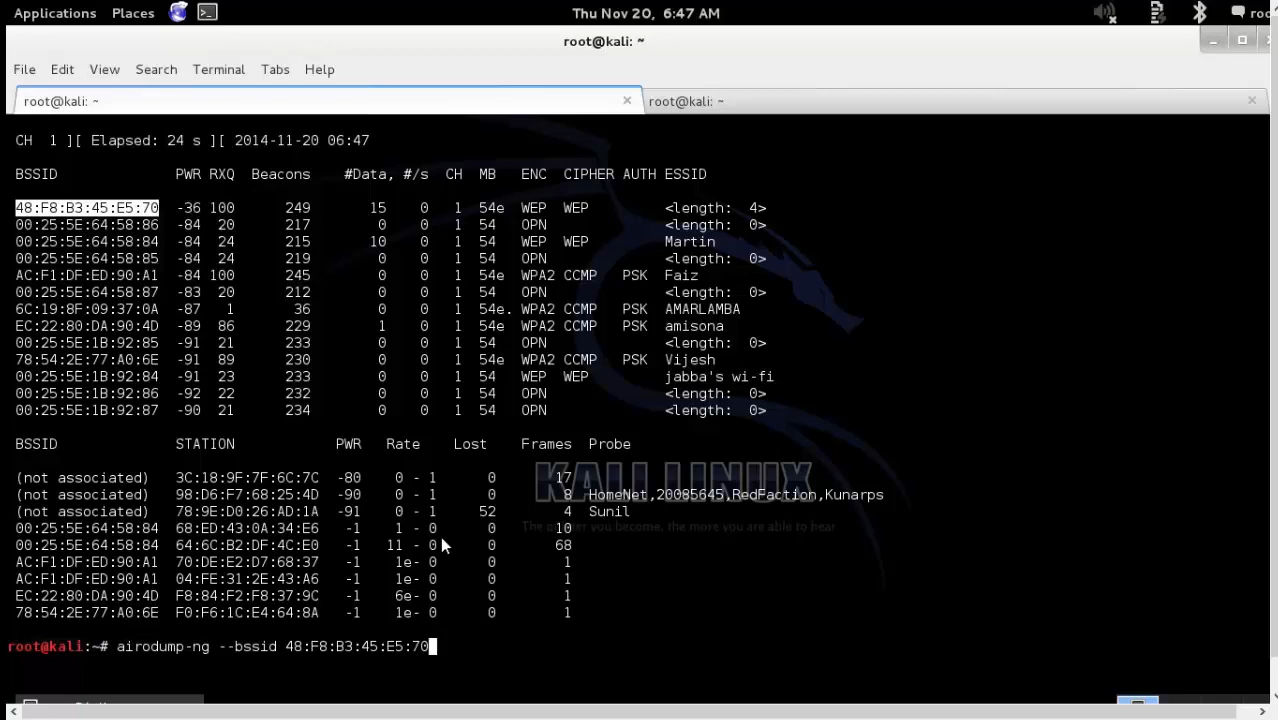 Applications Places Thu Nov 20, 6:47 AM roo
root@kali: ~
File Edit View Search Terminal Tabs Help
root@kali: ~ root@kali: ~
CH 1 ][ Elapsed: 24 s ][ 2014-11-20 06:47
BSSID PWR RXQ Beacons #Data, #/s CH MB ENC CIPHER AUTH ESSID
48:F8:B3:45:E5:70 -36 100 249 15 0 1 54e WEP WEP <length: 4>
00:25:5E:64:58:86 -84 20 217 0 0 1 54 OPN <length: 0>
00:25:5E:64:58:84 -84 24 215 10 0 1 54 WEP WEP Martin
00:25:5E:64:58:85 -84 24 219 0 0 1 54 OPN <length: 0>
AC:F1:DF:ED:90:A1 -84 100 245 0 0 1 54e WPA2 CCMP PSK Faiz
00:25:5E:64:58:87 -83 20 212 0 0 1 54 OPN <length: 0>
6C:19:8F:09:37:0A -87 1 36 0 0 1 54e. WPA2 CCMP PSK AMARLAMBA
EC:22:80:DA:90:4D -89 86 229 1 0 1 54e WPA2 CCMP PSK amisona
00:25:5E:1B:92:85 -91 21 233 0 0 1 54 OPN <length: 0>
78:54:2E:77:A0:6E -91 89 230 0 0 1 54e WPA2 CCMP PSK Vijesh
00:25:5E:1B:92:84 -91 23 233 0 0 1 54 WEP WEP jabba's wi-fi
00:25:5E:1B:92:86 -92 22 232 0 0 1 54 OPN <length: 0>
00:25:5E:1B:92:87 -90 21 234 0 0 1 54 OPN <length: 0>
BSSID STATION PWR Rate Lost Frames Probe
(not associated) 3C:18:9F:7F:6C:7C -80 0 - 1 0 17
KALI LINUX
(not associated) 98:D6:F7:68:25:4D -90 0 - 1 0 8 HomeNet,20085645,RedFaction,Kunarps
(not associated) 78:9E:D0:26:AD:1A -91 0 - 1 52 4 Sunil
The quieter you become, the more you are able to hear
00:25:5E:64:58:84 68:ED:43:0A:34:E6 -1 1 - 0 0 10
00:25:5E:64:58:84 64:6C:B2:DF:4C:E0 -1 11 - 0 0 68
AC:F1:DF:ED:90:A1 70:DE:E2:D7:68:37 -1 1e- 0 0 1
AC:F1:DF:ED:90:A1 04:FE:31:2E:43:A6 -1 1e- 0 0 1
EC:22:80:DA:90:4D F8:84:F2:F8:37:9C -1 6e- 0 0 1
78:54:2E:77:A0:6E F0:F6:1C:E4:64:8A -1 1e- 0 0 1
root@kali:~# airodump-ng --bssid 48:F8:B3:45:E5:70